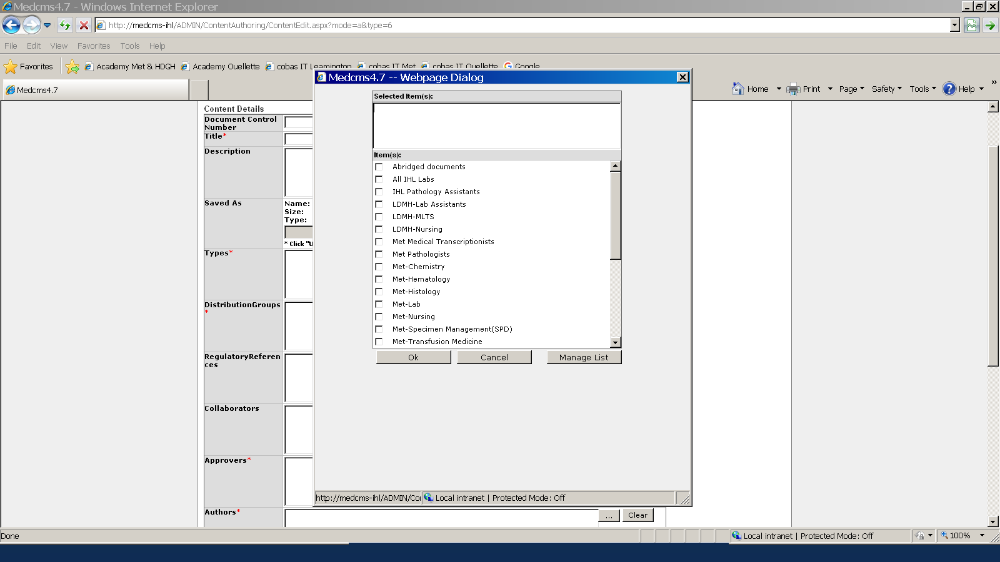 Medcms4.7 - Windows Internet Explorer
http://medcms-ihl/ADMIN/ContentAuthoring/ContentEdit.aspx?mode=a&type=6
File Edit View Favorites Tools Help
Favorites Academy Met & HDGH Academy Ouellette cobas IT Leamington cobas IT Met cobas IT Ouellette Google
Medcms4.7
Home Print Page Safety Tools Help »
Medcms4.7 -- Webpage Dialog
Selected Item(s):
Item(s):
Abridged documents
All IHL Labs
IHL Pathology Assistants
LDMH-Lab Assistants
LDMH-MLTS
LDMH-Nursing
Met Medical Transcriptionists
Met Pathologists
Met-Chemistry
Met-Hematology
Met-Histology
Met-Lab
Met-Nursing
Met-Specimen Management(SPD)
Met-Transfusion Medicine
Ok Cancel Manage List
http://medcms-ihl/ADMIN/Co Local intranet | Protected Mode: Off
Content Details
Document Control
Number
Title*
Description
Saved As
Name:
Size:
Type:
* Click "U
Types*
DistributionGroups
*
RegulatoryReferen
ces
Collaborators
Approvers*
Authors*
... Clear
Done Local intranet | Protected Mode: Off 100%